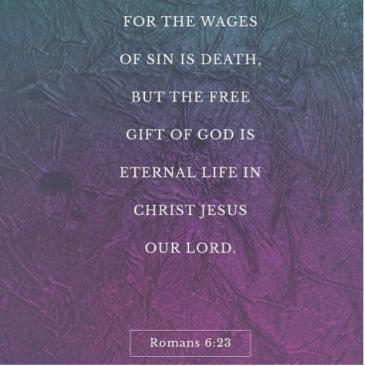 FOR THE WAGES
OF SIN IS DEATH,
BUT THE FREE
GIFT OF GOD IS
ETERNAL LIFE IN
CHRIST JESUS
OUR LORD.
Romans 6:23